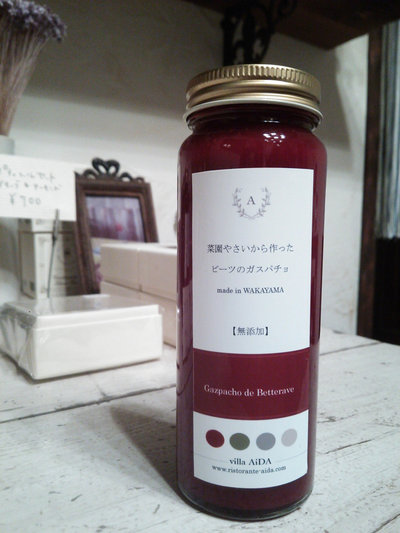 A
菜園やさいから作った
ビーツのガスパチョ
made in WAKAYAMA
【無添加】
Gazpacho de Betterave
villa AiDA
www.ristorante-aida.com
¥900